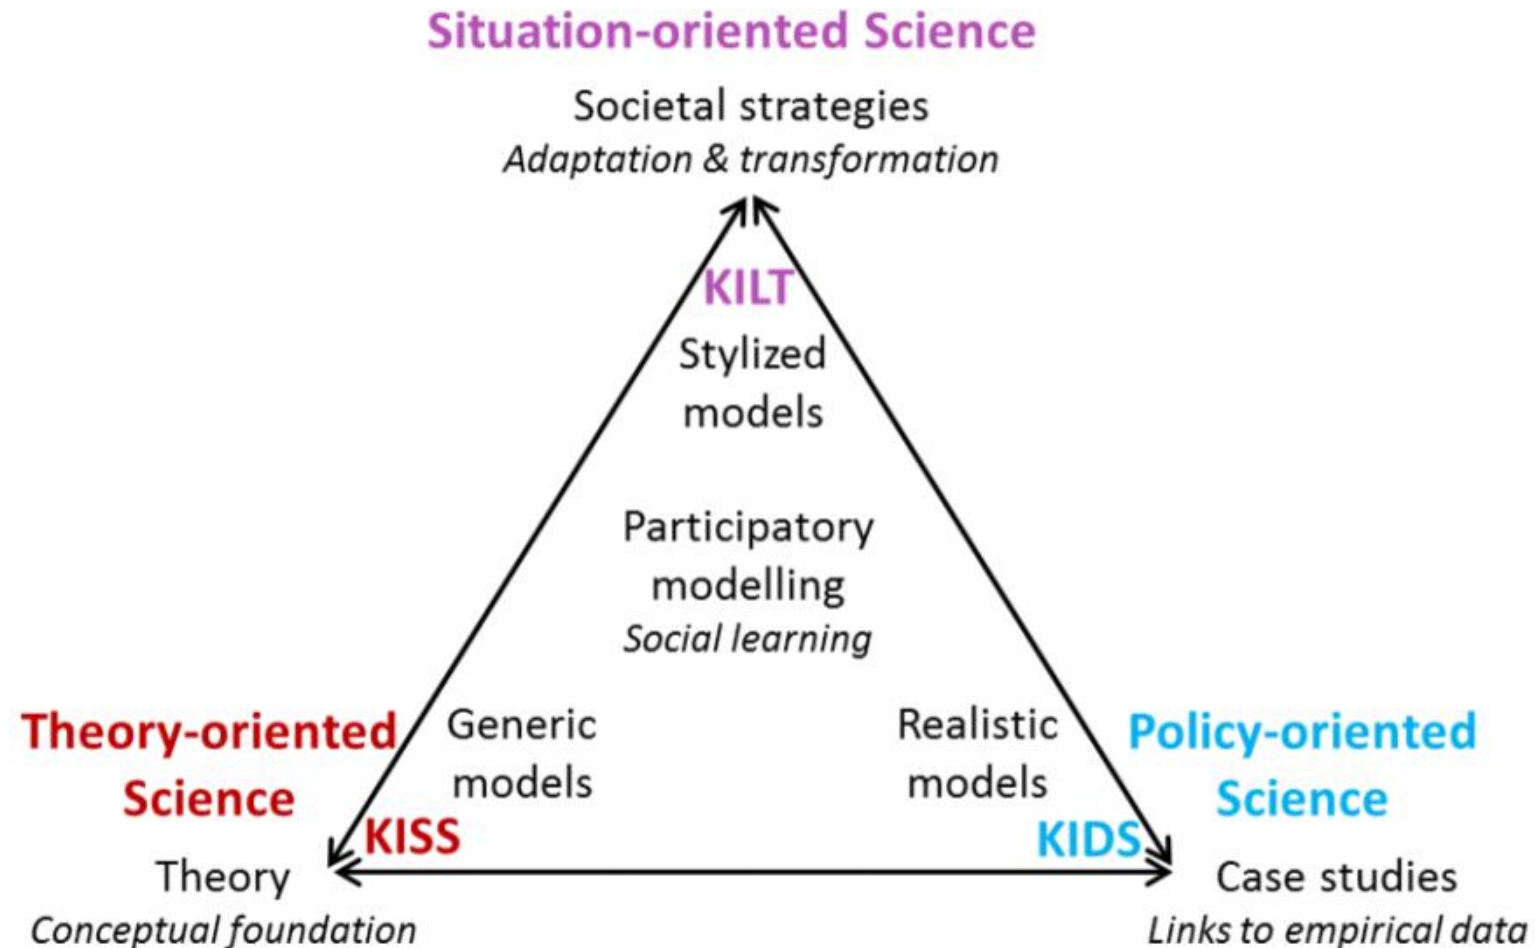 Situation-oriented Science
Societal strategies
Adaptation & transformation
KILT
Stylized
models
Participatory
modelling
Social learning
Theory-oriented
Science
Generic
models
KISS
Theory
Conceptual foundation
Realistic
models
KIDS
Policy-oriented
Science
Case studies
Links to empirical data